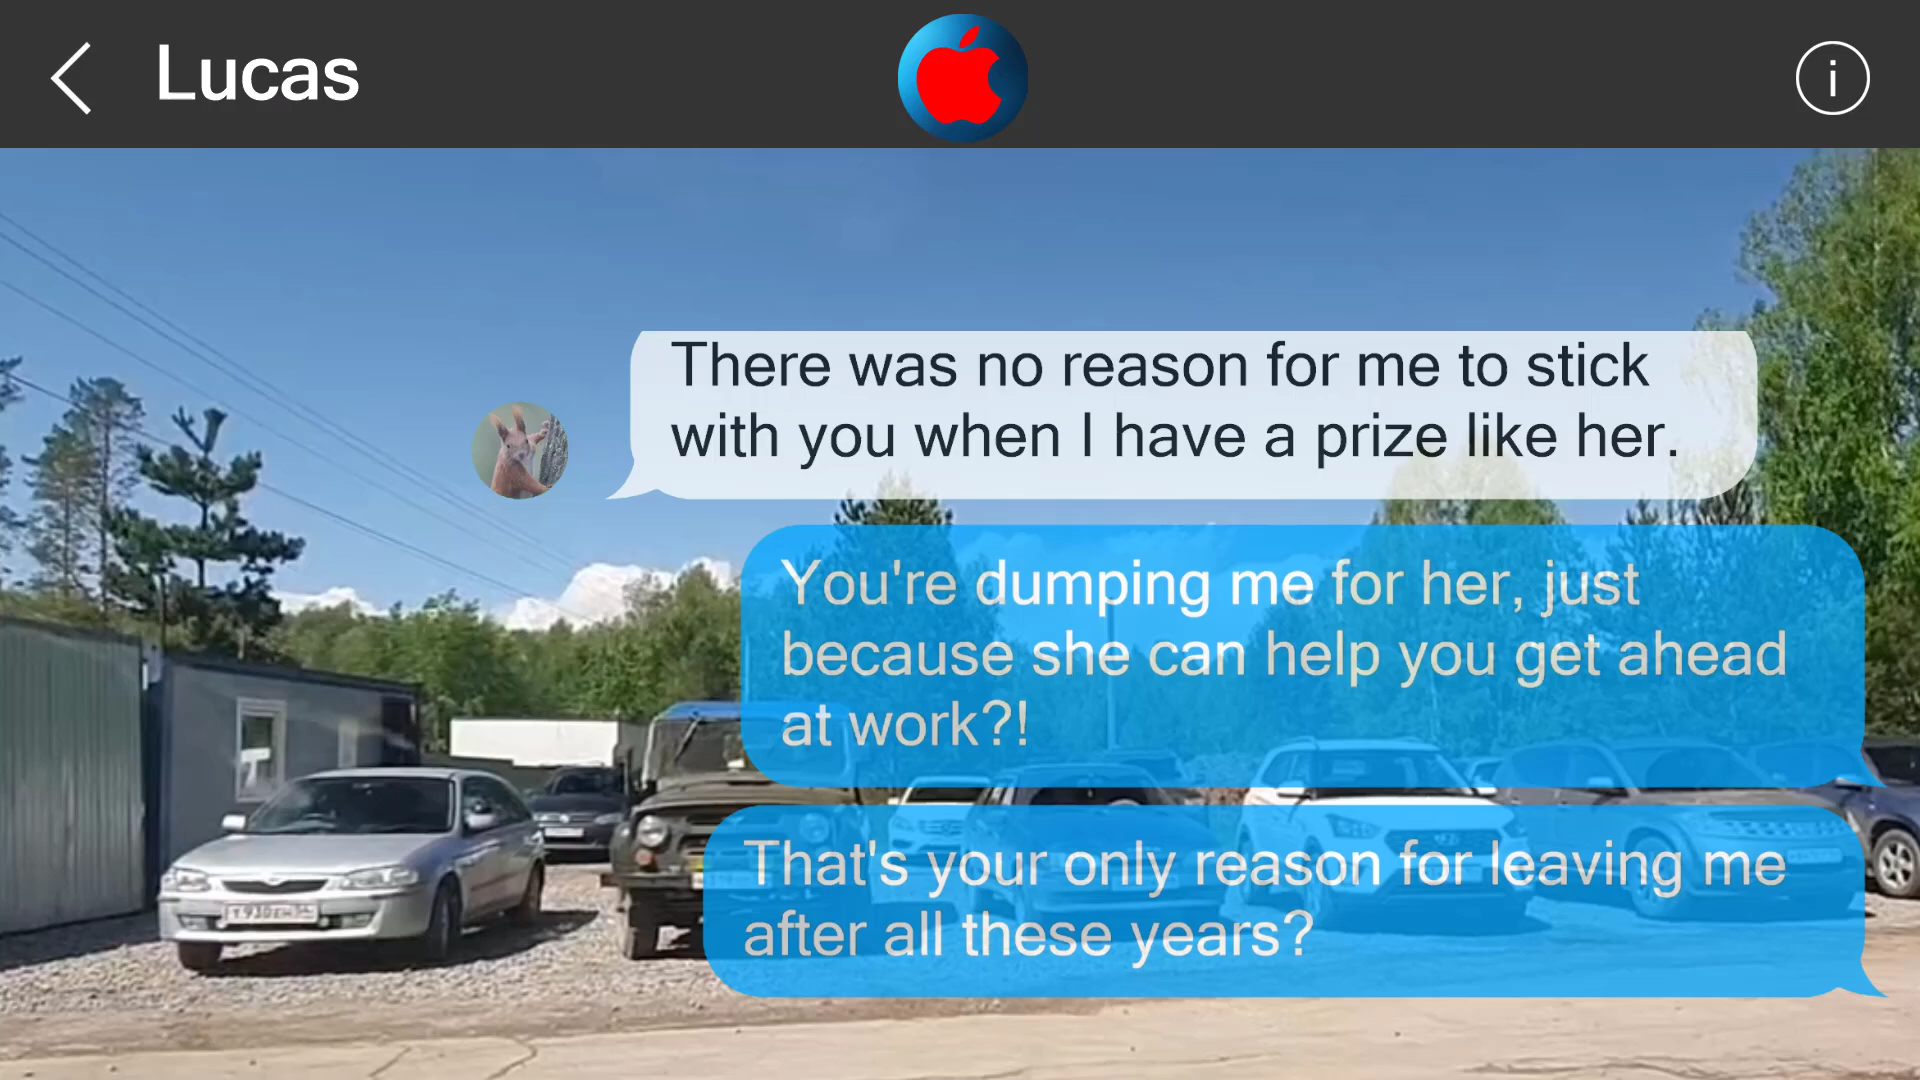 Lucas
i
There was no reason for me to stick
with you when I have a prize like her.
You're dumping me for her, just
because she can help you get ahead
at work?!
That's your only reason for leaving me
after all these years?